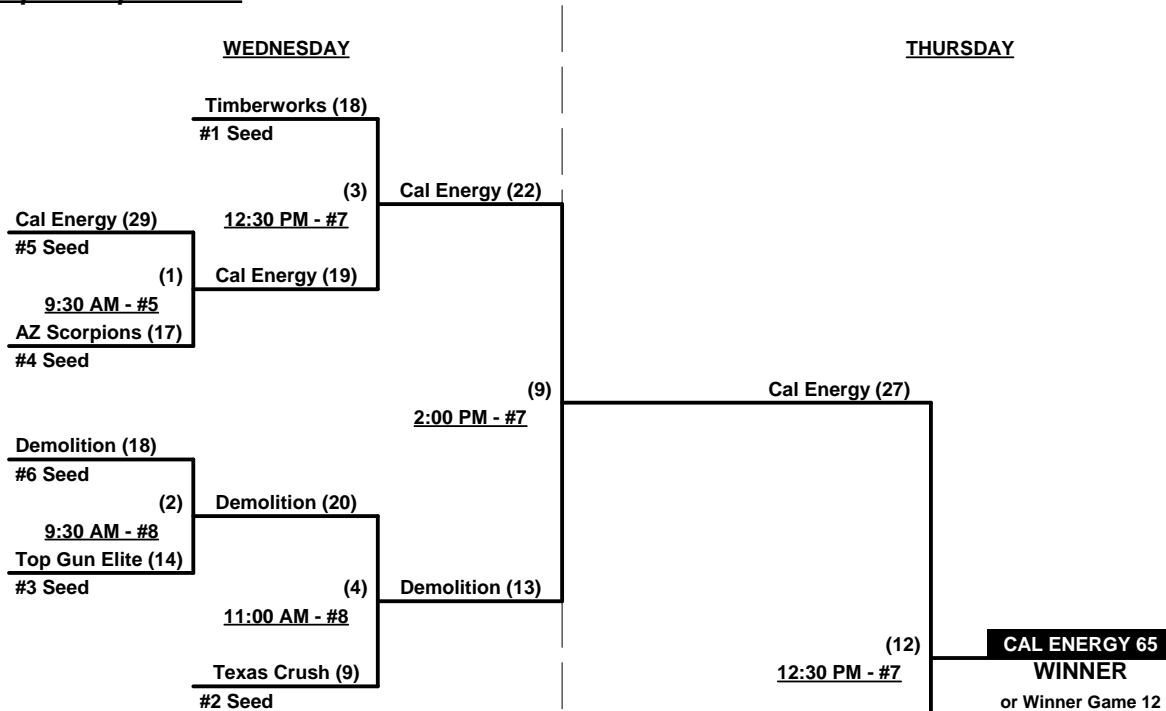 WEDNESDAY
THURSDAY
Timberworks (18)
#1 Seed
(3)
Cal Energy (22)
12:30 PM - #7
Cal Energy (29)
#5 Seed
(1)
Cal Energy (19)
9:30 AM - #5
AZ Scorpions (17)
#4 Seed
(9)
Cal Energy (27)
2:00 PM - #7
Demolition (18)
#6 Seed
(2)
Demolition (20)
9:30 AM - #8
Top Gun Elite (14)
#3 Seed
(4)
Demolition (13)
11:00 AM - #8
Texas Crush (9)
#2 Seed
(12)
12:30 PM - #7
CAL ENERGY 65
WINNER
or Winner Game 12